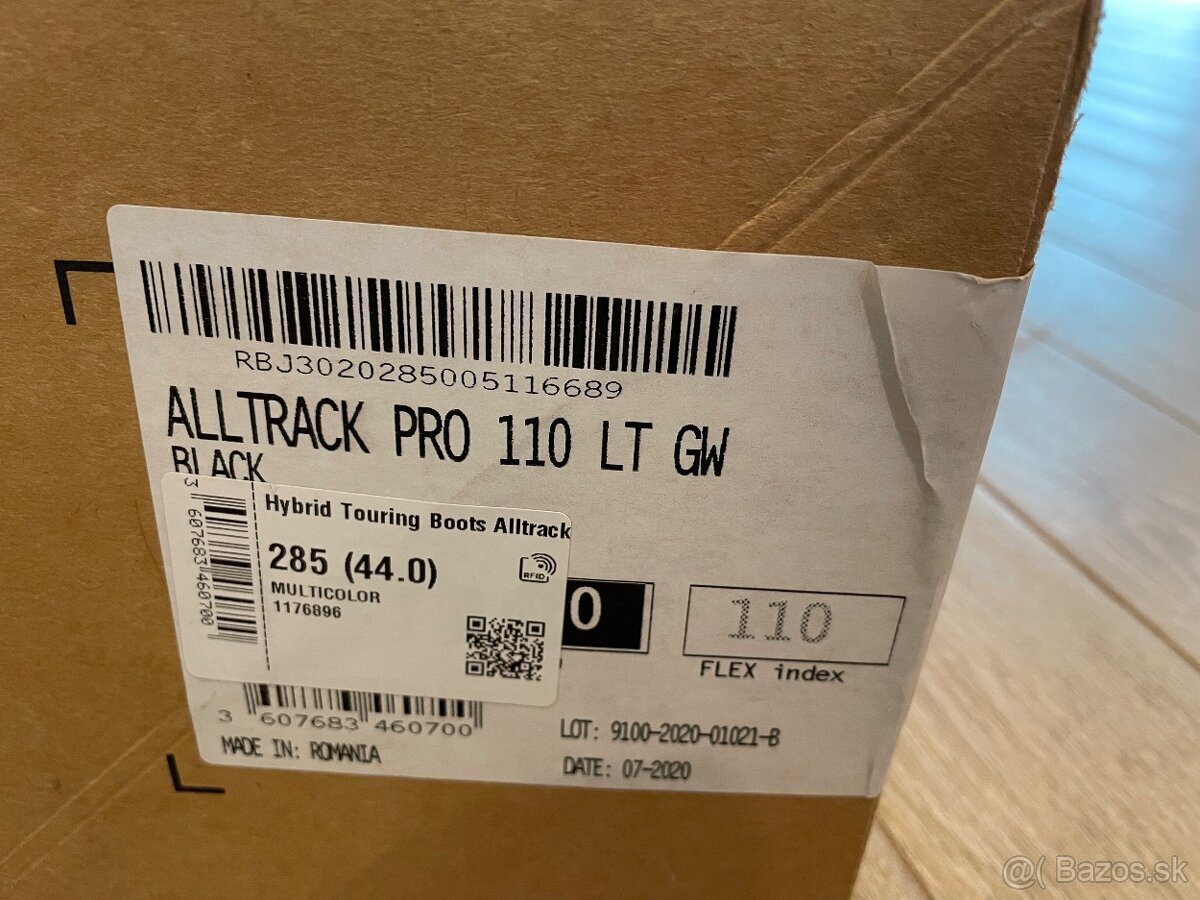 RBJ3020285005116689
ALLTRACK PRO 110 LT GW
BLACK
Hybrid Touring Boots Alltrack
285 (44.0)
RFID
MULTICOLOR
1176896
3 607683 460700
0
110
FLEX index
3 607683 460700
LOT: 9100-2020-01021-B
MADE IN: ROMANIA
DATE: 07-2020
@( Bazos.sk